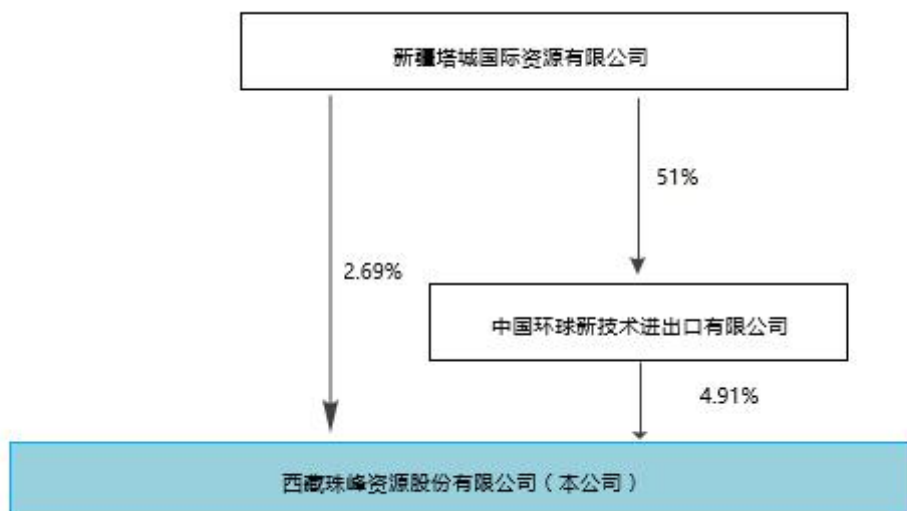 新疆塔城国际资源有限公司
51%
2.69%
中国环球新技术进出口有限公司
4.91%
西藏珠峰资源股份有限公司（本公司）